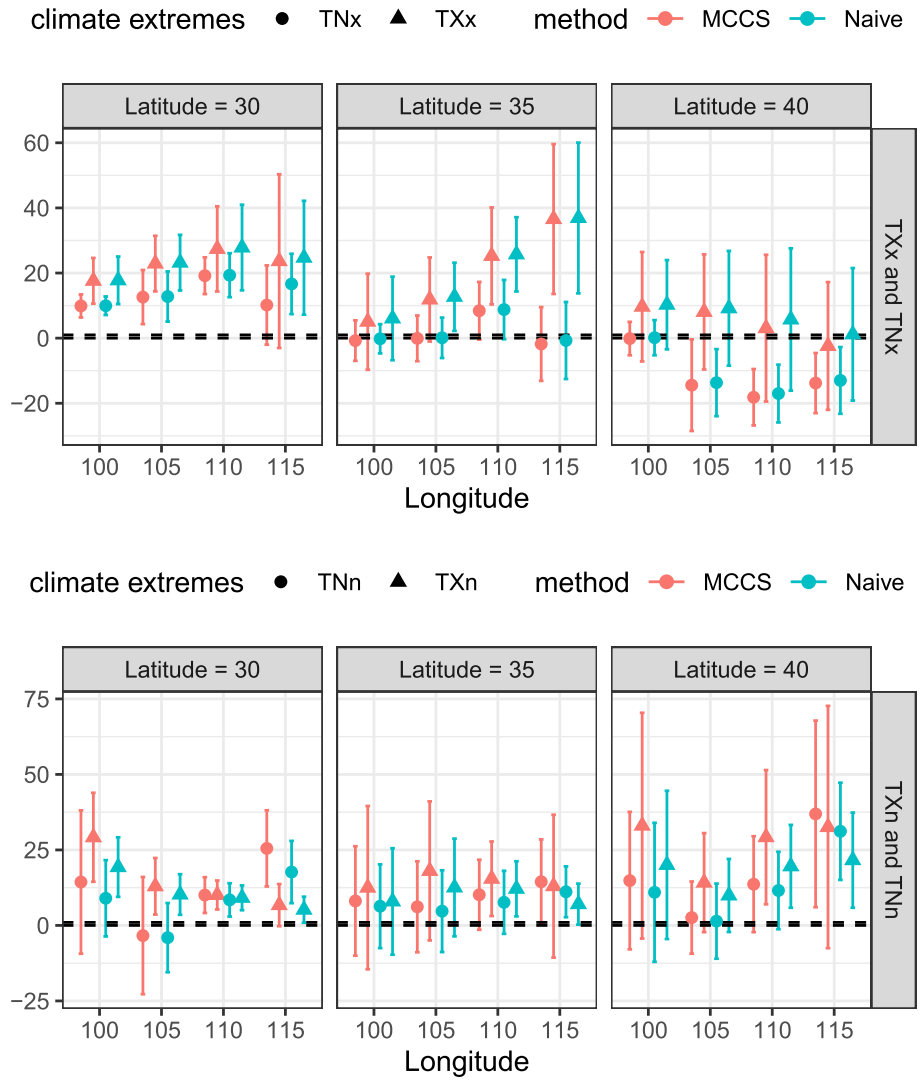 climate extremes TNx TXx method MCCS Naive
Latitude = 30 Latitude = 35 Latitude = 40
60
40
20
0
−20
TXx and TNx
100 105 110 115 100 105 110 115 100 105 110 115
Longitude
climate extremes TNn TXn method MCCS Naive
Latitude = 30 Latitude = 35 Latitude = 40
75
50
25
0
−25
TXn and TNn
100 105 110 115 100 105 110 115 100 105 110 115
Longitude